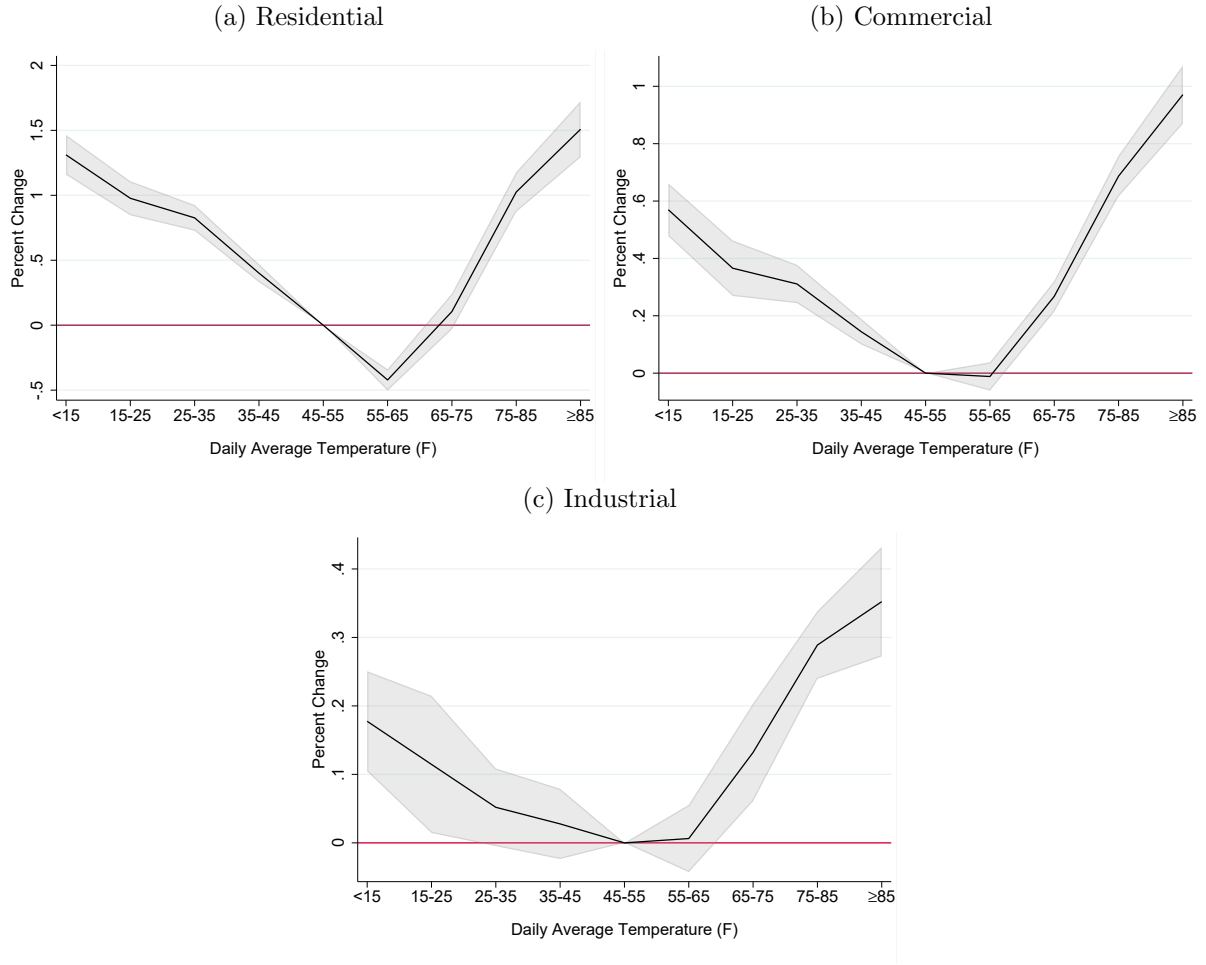 (a) Residential
2
1.5
1
.5
0
-.5
Percent Change
<15 15-25 25-35 35-45 45-55 55-65 65-75 75-85 ≥85
Daily Average Temperature (F)
(b) Commercial
1
.8
.6
.4
.2
0
Percent Change
<15 15-25 25-35 35-45 45-55 55-65 65-75 75-85 ≥85
Daily Average Temperature (F)
(c) Industrial
.4
.3
.2
.1
0
Percent Change
<15 15-25 25-35 35-45 45-55 55-65 65-75 75-85 ≥85
Daily Average Temperature (F)